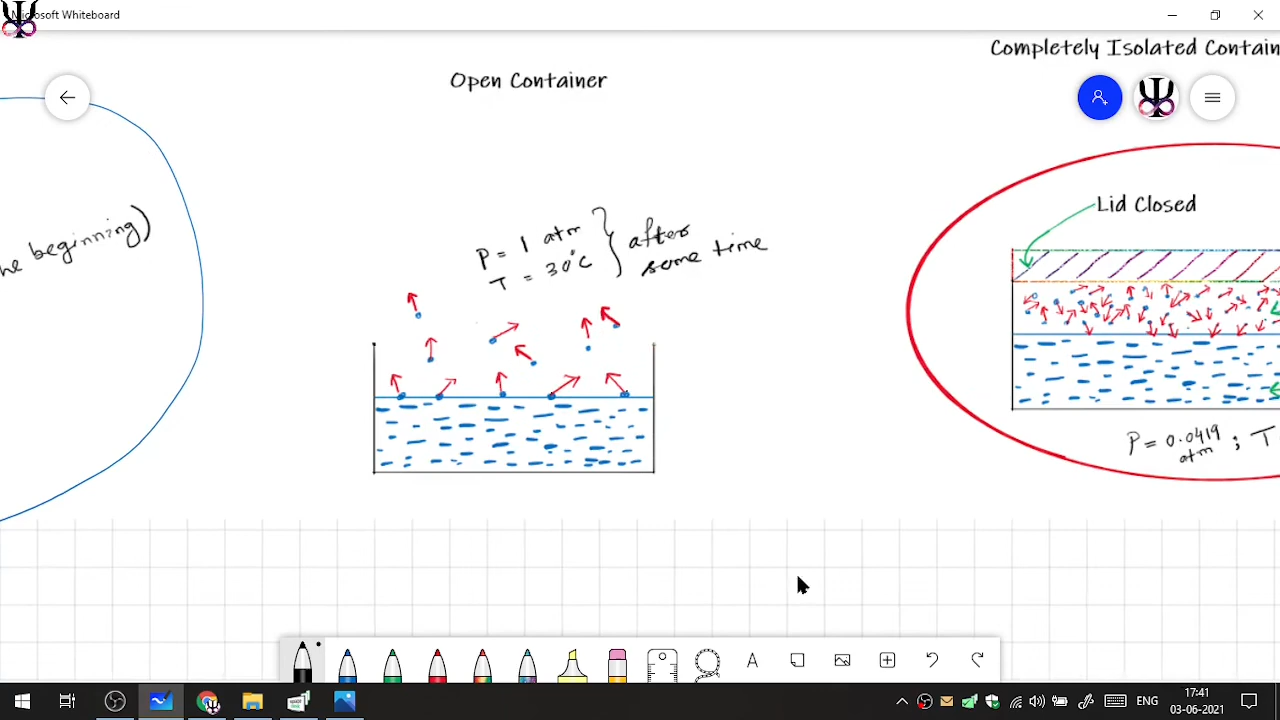 Microsoft Whiteboard
Completely Isolated Contain
Open Container
he beginning)
P = 1 atm
T = 30°C
after
some time
Lid Closed
P = 0.0419
atm
; T
A
ENG
17:41
03-06-2021